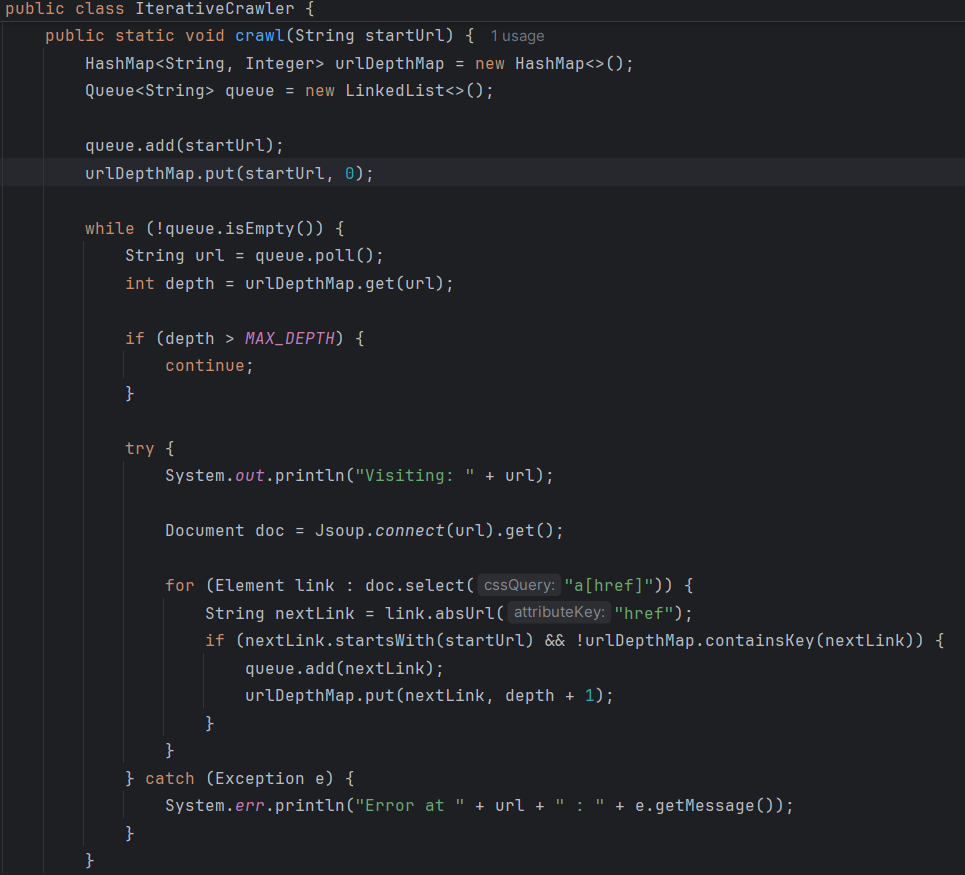 public class IterativeCrawler {
public static void crawl(String startUrl) { 1 usage
HashMap<String, Integer> urlDepthMap = new HashMap<>();
Queue<String> queue = new LinkedList<>();
queue.add(startUrl);
urlDepthMap.put(startUrl, 0);
while (!queue.isEmpty()) {
String url = queue.poll();
int depth = urlDepthMap.get(url);
if (depth > MAX_DEPTH) {
continue;
}
try {
System.out.println("Visiting: " + url);
Document doc = Jsoup.connect(url).get();
for (Element link : doc.select( cssQuery: "a[href]")) {
String nextLink = link.absUrl( attributeKey: "href");
if (nextLink.startsWith(startUrl) && !urlDepthMap.containsKey(nextLink)) {
queue.add(nextLink);
urlDepthMap.put(nextLink, depth + 1);
}
}
} catch (Exception e) {
System.err.println("Error at " + url + " : " + e.getMessage());
}
}